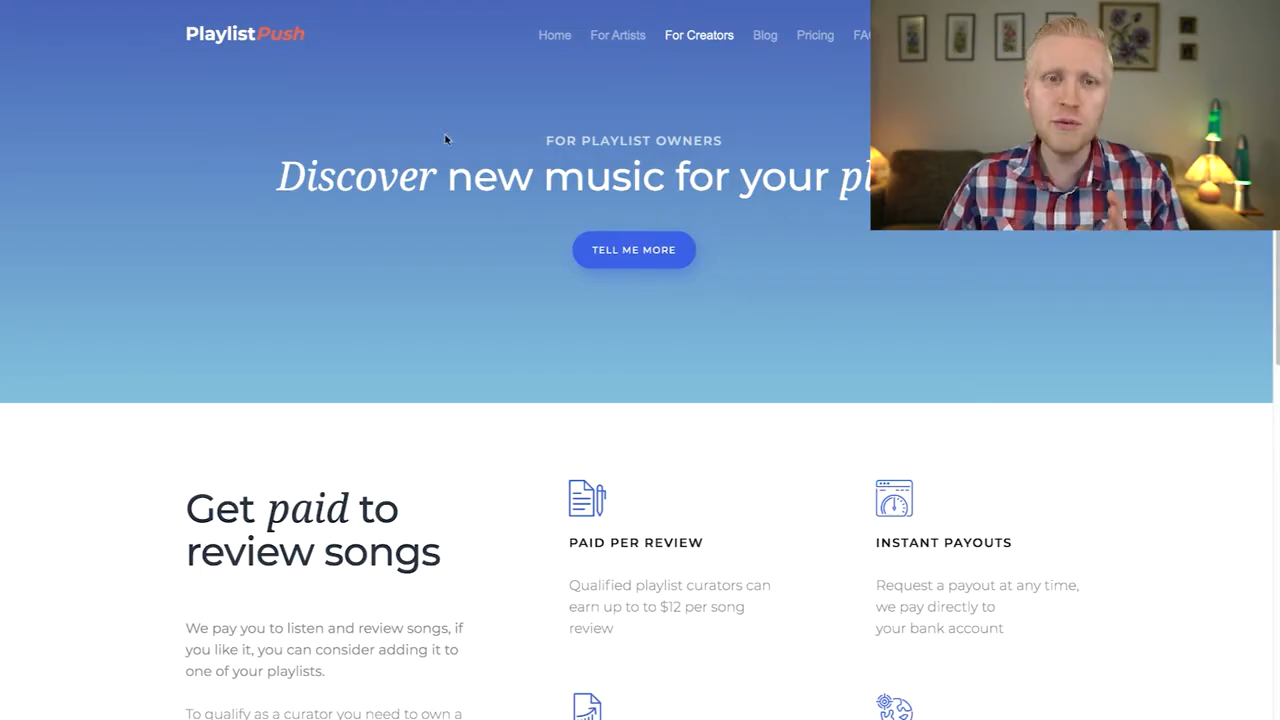 PlaylistPush
Home For Artists For Creators Blog Pricing
FOR PLAYLIST OWNERS
Discover new music for your
TELL ME MORE
Get paid to
review songs
We pay you to listen and review songs, if
you like it, you can consider adding it to
one of your playlists.
To qualify as a curator you need to own a
PAID PER REVIEW
Qualified playlist curators can
earn up to to $12 per song
review
INSTANT PAYOUTS
Request a payout at any time,
we pay directly to
your bank account